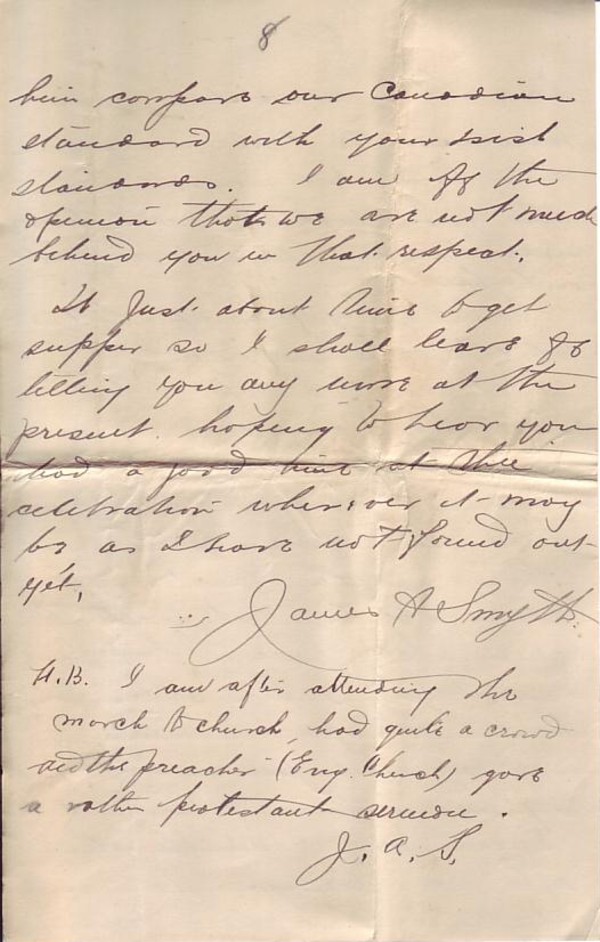 8
him compare our Canadian
standard with your Irish
standards. I am of the
opinion that we are not much
behind you in that respect.
It just about time to get
supper so I shall leave of
telling you any more at the
present. hoping to hear you
had a good time at the
celebration wherever it may
be as I have not found out
yet,
James A Smyth.
N.B. I am after attending the
march to church, had quite a crowd
and the preacher (Eng. Church) gave
a rather protestant sermon.
J. A. S.